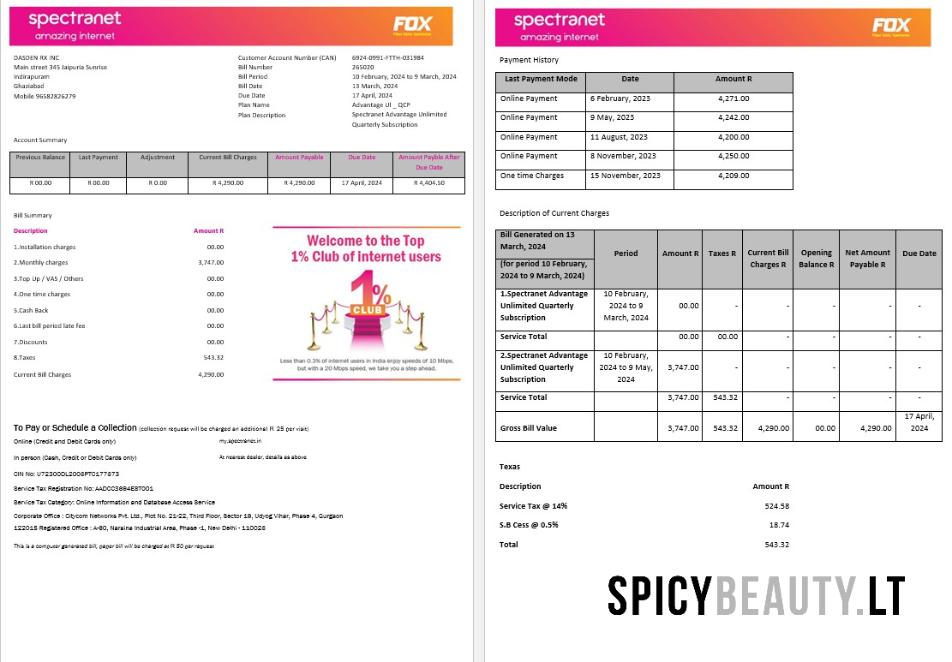 spectranet
amazing internet
FOX
DASDEN RX INC
Main street 345 Jaipuria Sunrise
Indirapuram
Ghaziabad
Mobile 96582826279
Customer Account Number (CAN) 6924-0991-FTTH-031984
Bill Number 265020
Bill Period 10 February, 2024 to 9 March, 2024
Bill Date 13 March, 2024
Due Date 17 April, 2024
Plan Name Advantage UI _ QCP
Plan Description Spectranet Advantage Unlimited
Quarterly Subscription
Account Summary
Previous Balance Last Payment Adjustment Current Bill Charges Amount Payable Due Date Amount Payble After
Due Date
R 00.00 R 00.00 R 0.00 R 4,290.00 R 4,290.00 17 April, 2024 R 4,404.50
Bill Summary
Description Amount R
1.Installation charges 00.00
2.Monthly charges 3,747.00
3.Top Up / VAS / Others 00.00
4.One time charges 00.00
5.Cash Back 00.00
6.Last bill period late fee 00.00
7.Discounts 00.00
8.Taxes 543.32
Current Bill Charges 4,290.00
Welcome to the Top
1% Club of internet users
1%
CLUB
Less than 0.3% of internet users in India enjoy speeds of 10 Mbps,
but with a 20 Mbps speed, we take you a step ahead.
To Pay or Schedule a Collection (collection request will be charged an additional R 25 per visit)
Online (Credit and Debit Cards only) my.spectranet.in
In person (Cash, Credit or Debit Cards only) At nearest dealer, details as above
CIN No: U72300DL2008PTC177873
Service Tax Registration No: AADCC3694EST001
Service Tax Category: Online Information and Database Access Service
Corporate Office : Citycom Networks Pvt. Ltd., Plot No. 21-22, Third Floor, Sector 18, Udyog Vihar, Phase 4, Gurgaon
122015 Registered Office : A-60, Naraina Industrial Area, Phase -1, New Delhi - 110028
This is a computer generated bill, paper bill will be charged at R 50 per request
spectranet
amazing internet
FOX
Payment History
Last Payment Mode Date Amount R
Online Payment 6 February, 2023 4,271.00
Online Payment 9 May, 2023 4,242.00
Online Payment 11 August, 2023 4,200.00
Online Payment 8 November, 2023 4,250.00
One time Charges 15 November, 2023 4,209.00
Description of Current Charges
Bill Generated on 13
March, 2024
(for period 10 February,
2024 to 9 March, 2024)
Period Amount R Taxes R Current Bill
Charges R Opening
Balance R Net Amount
Payable R Due Date
1.Spectranet Advantage
Unlimited Quarterly
Subscription
10 February,
2024 to 9
March, 2024
00.00 - - - - -
Service Total 00.00 00.00 - - - -
2.Spectranet Advantage
Unlimited Quarterly
Subscription
10 February,
2024 to 9 May,
2024
3,747.00 - - - - -
Service Total 3,747.00 543.32 - - - -
Gross Bill Value 3,747.00 543.32 4,290.00 00.00 4,290.00 17 April,
2024
Texas
Description Amount R
Service Tax @ 14% 524.58
S.B Cess @ 0.5% 18.74
Total 543.32
SPICYBEAUTY.LT